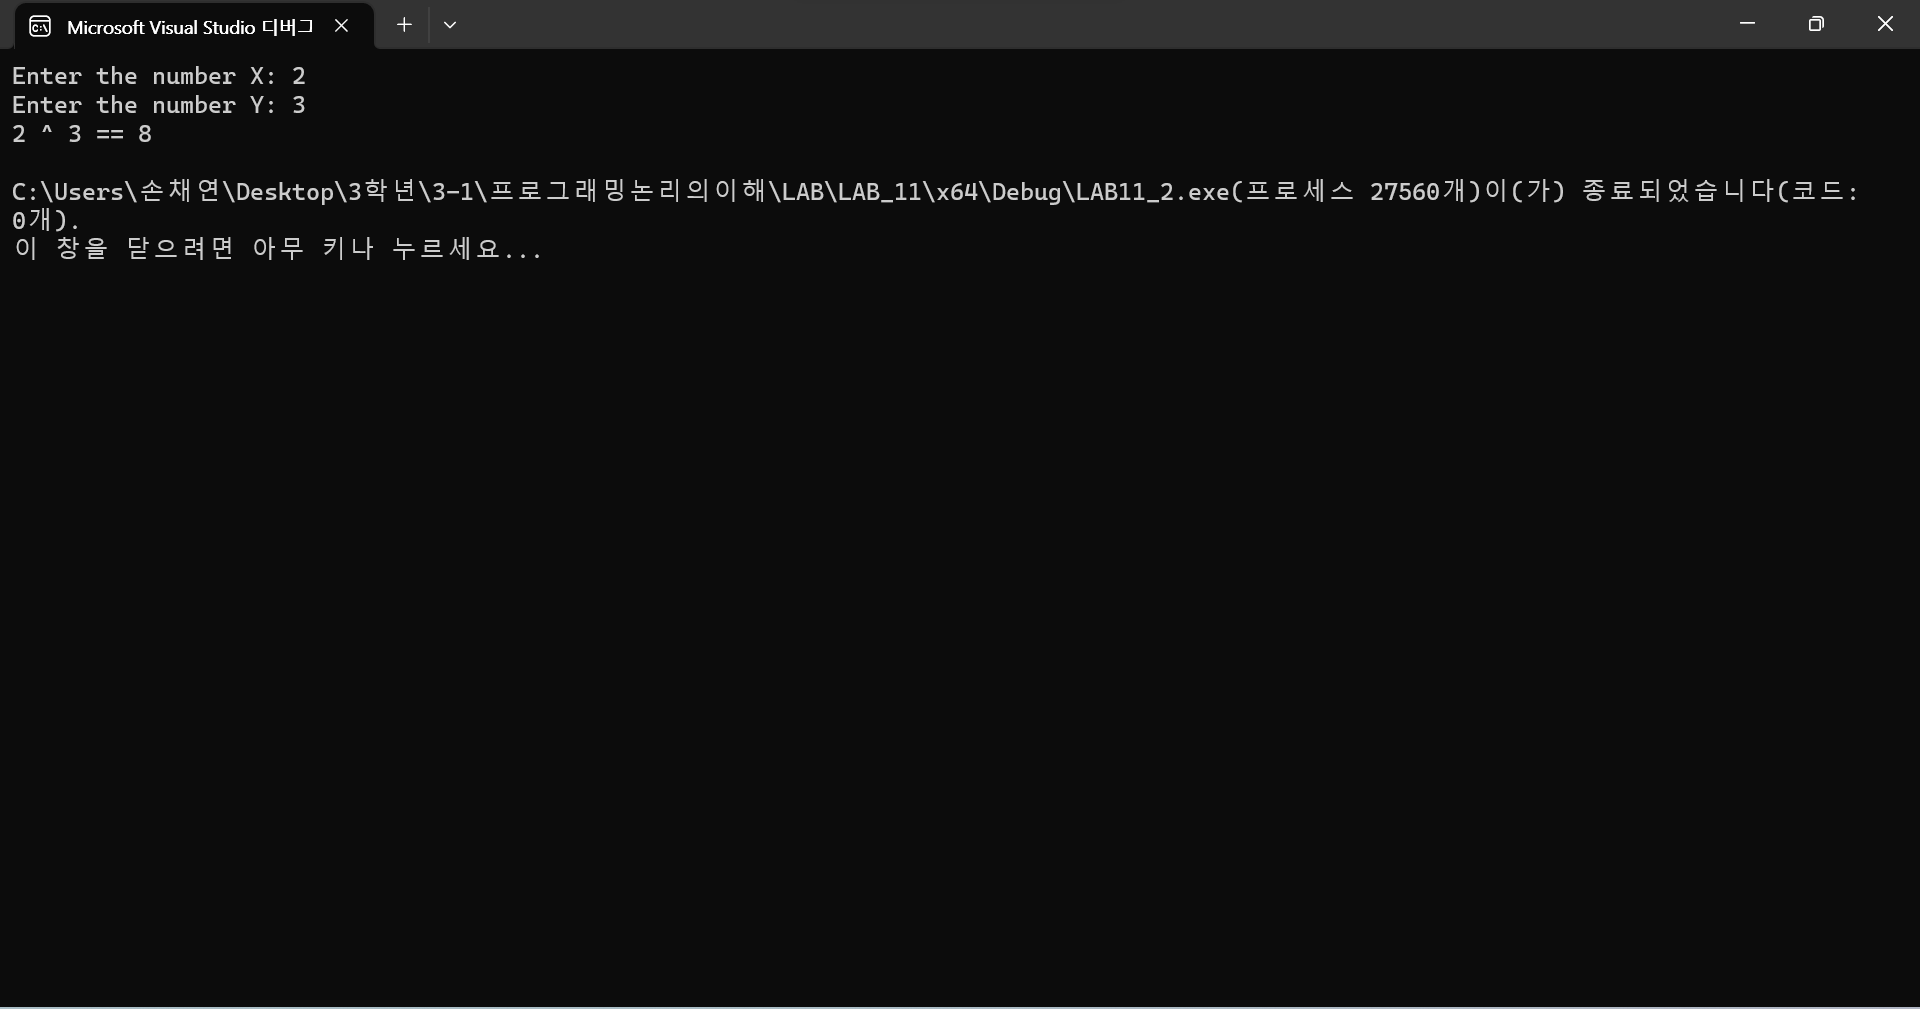 Microsoft Visual Studio 디버그
Enter the number X: 2
Enter the number Y: 3
2 ^ 3 == 8
C:\Users\손채연\Desktop\3학년\3-1\프로그래밍논리의이해\LAB\LAB_11\x64\Debug\LAB11_2.exe(프로세스 27560개)이(가) 종료되었습니다(코드:
0개).
이 창을 닫으려면 아무 키나 누르세요...